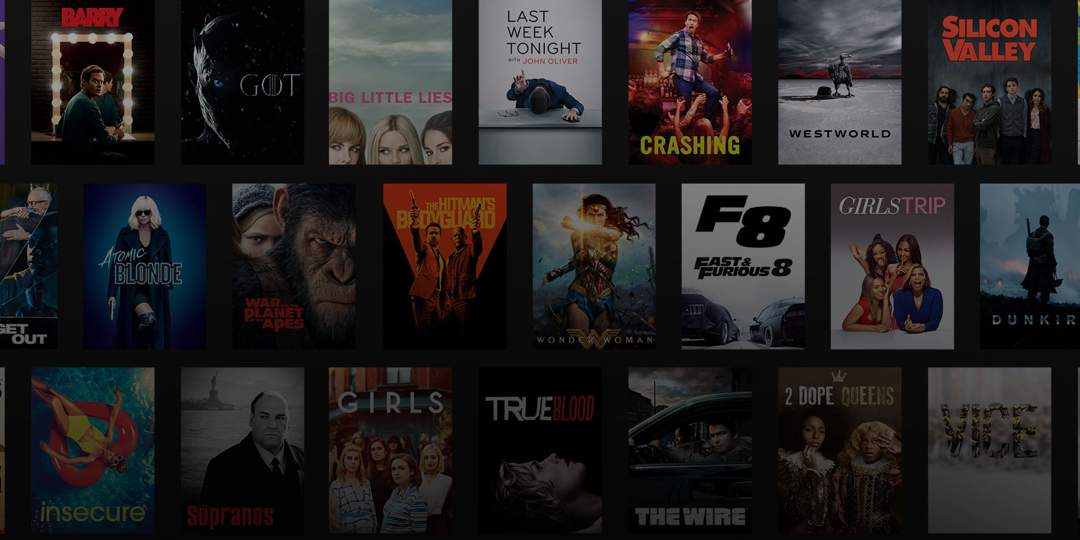 BARRY
GOT
BIG LITTLE LIES
LAST
WEEK
TONIGHT
WITH JOHN OLIVER
CRASHING
WESTWORLD
SILICON
VALLEY
GET
OUT
ATOMIC
BLONDE
WAR FOR THE
PLANET
OF THE APES
THE HITMAN'S
BODYGUARD
WONDER WOMAN
F8
FAST &
FURIOUS 8
GIRLS TRIP
DUNKIR
insecure
The Sopranos
GIRLS
TRUEBLOOD
THE WIRE
2 DOPE QUEENS
VICE